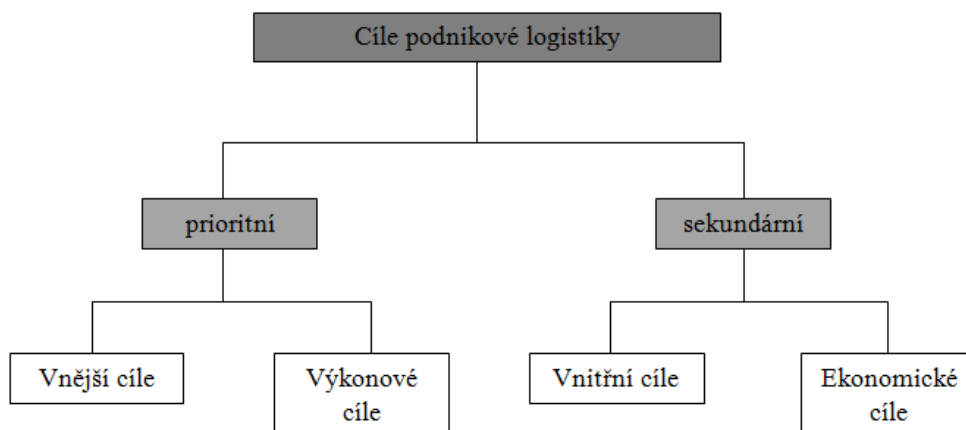 Cíle podnikové logistiky
prioritní
sekundární
Vnější cíle
Výkonové
cíle
Vnitřní cíle
Ekonomické
cíle